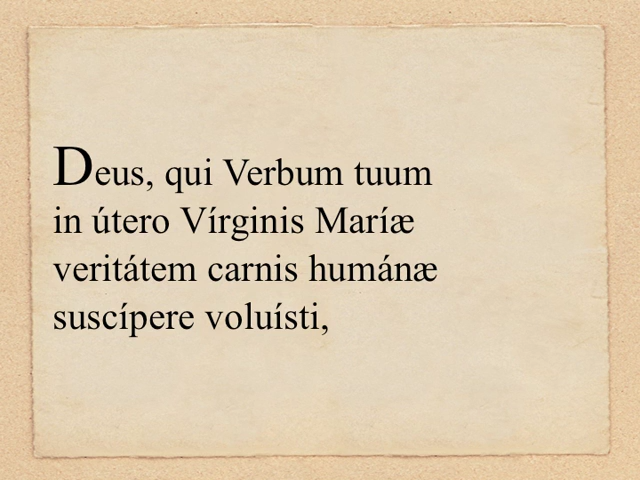 Deus, qui Verbum tuum
in útero Vírginis Maríæ
veritátem carnis humánæ
suscípere voluísti,